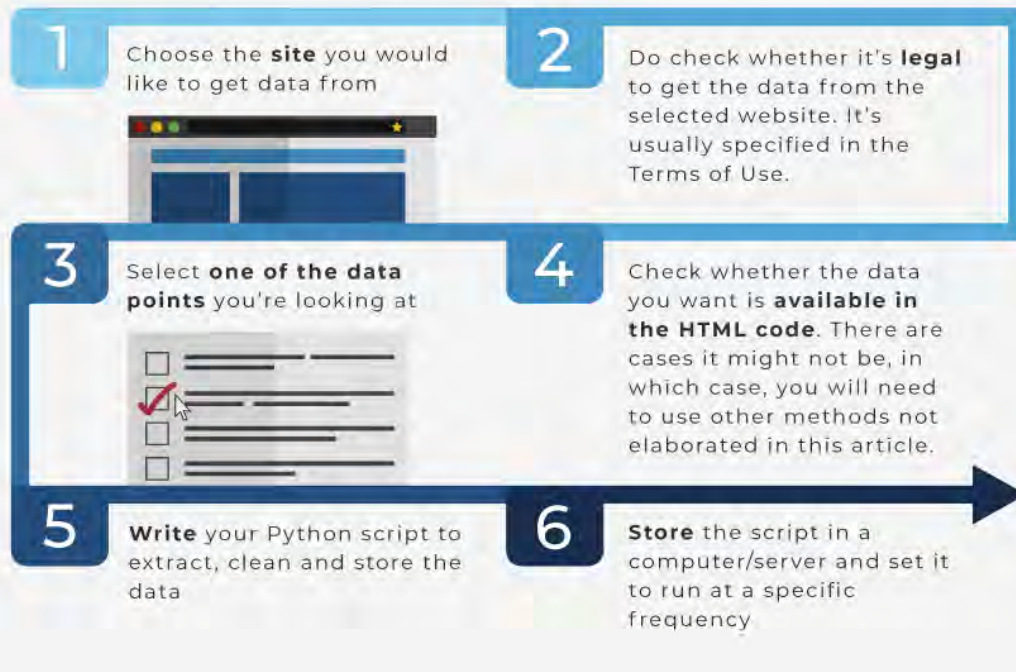 1
Choose the site you would
like to get data from
2
Do check whether it's legal
to get the data from the
selected website. It's
usually specified in the
Terms of Use.
3
Select one of the data
points you're looking at
4
Check whether the data
you want is available in
the HTML code. There are
cases it might not be, in
which case, you will need
to use other methods not
elaborated in this article.
5
Write your Python script to
extract, clean and store the
data
6
Store the script in a
computer/server and set it
to run at a specific
frequency